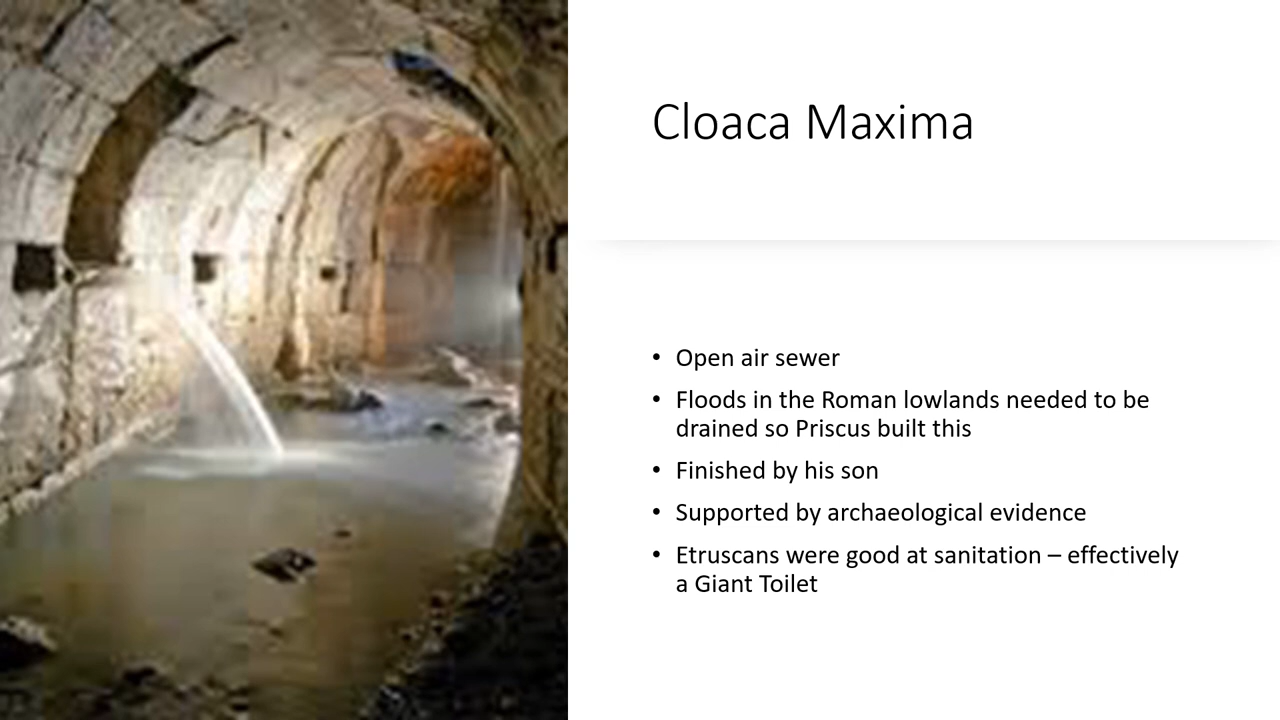 Cloaca Maxima
• Open air sewer
• Floods in the Roman lowlands needed to be
drained so Priscus built this
• Finished by his son
• Supported by archaeological evidence
• Etruscans were good at sanitation – effectively
a Giant Toilet